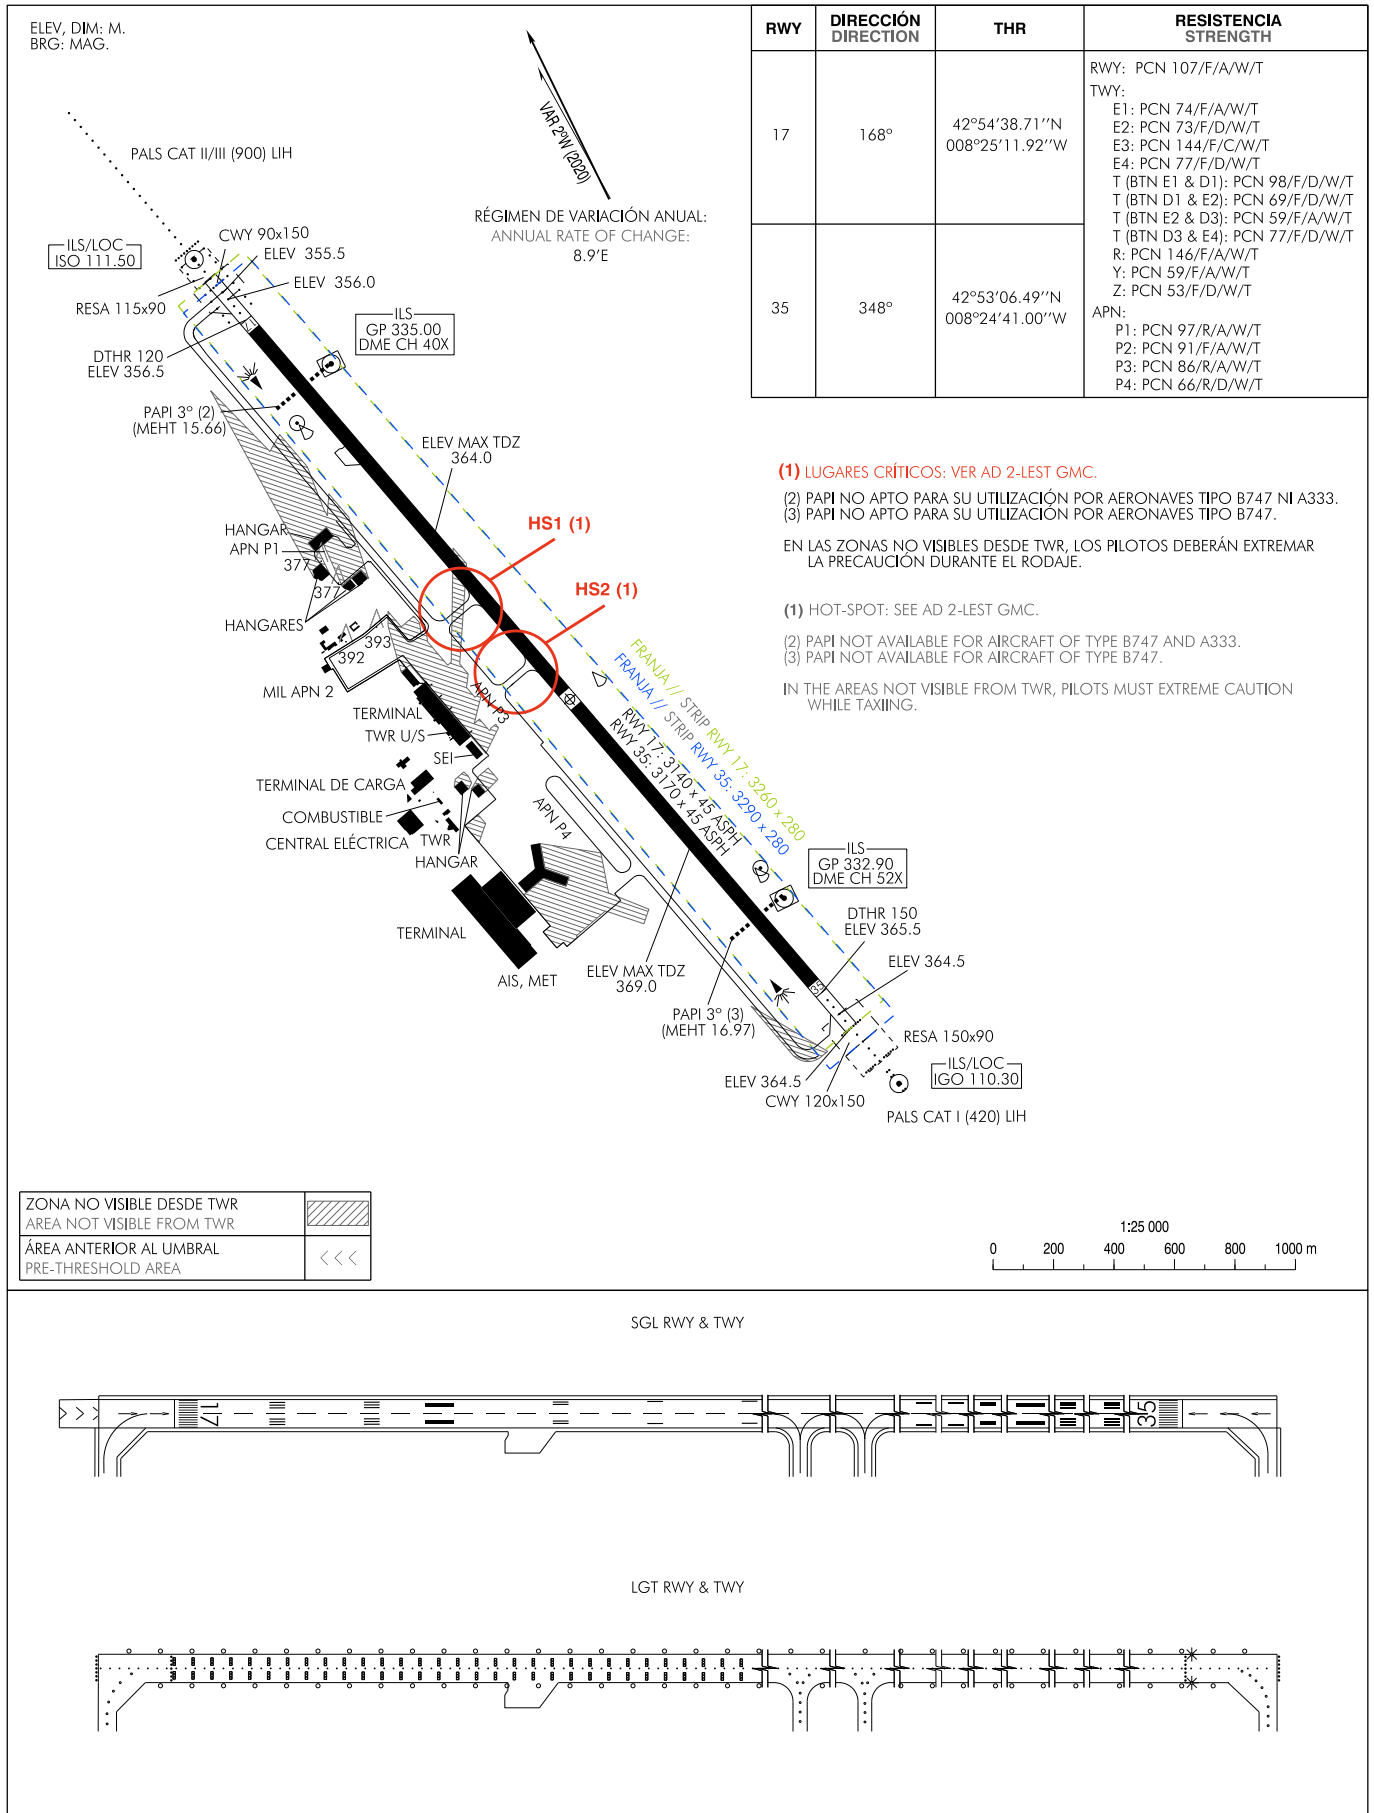 ELEV, DIM: M.
BRG: MAG.
VAR 2ºW (2020)
RÉGIMEN DE VARIACIÓN ANUAL:
ANNUAL RATE OF CHANGE:
8.9'E
RWY
DIRECCIÓN
DIRECTION
THR
RESISTENCIA
STRENGTH
17
168º
42º54'38.71''N
008º25'11.92''W
35
348º
42º53'06.49''N
008º24'41.00''W
RWY: PCN 107/F/A/W/T
TWY:
E1: PCN 74/F/A/W/T
E2: PCN 73/F/D/W/T
E3: PCN 144/F/C/W/T
E4: PCN 77/F/D/W/T
T (BTN E1 & D1): PCN 98/F/D/W/T
T (BTN D1 & E2): PCN 69/F/D/W/T
T (BTN E2 & D3): PCN 59/F/A/W/T
T (BTN D3 & E4): PCN 77/F/D/W/T
R: PCN 146/F/A/W/T
Y: PCN 59/F/A/W/T
Z: PCN 53/F/D/W/T
APN:
P1: PCN 97/R/A/W/T
P2: PCN 91/F/A/W/T
P3: PCN 86/R/A/W/T
P4: PCN 66/R/D/W/T
PALS CAT II/III (900) LIH
ILS/LOC
ISO 111.50
CWY 90x150
ELEV 355.5
ELEV 356.0
RESA 115x90
ILS
GP 335.00
DME CH 40X
DTHR 120
ELEV 356.5
PAPI 3º (2)
(MEHT 15.66)
ELEV MAX TDZ
364.0
HS1 (1)
HS2 (1)
HANGAR
APN P1
377
377
HANGARES
393
392
MIL APN 2
APN P3
TERMINAL
TWR U/S
SEI
TERMINAL DE CARGA
COMBUSTIBLE
CENTRAL ELÉCTRICA
TWR
HANGAR
APN P4
TERMINAL
AIS, MET
FRANJA // STRIP RWY 17: 3260 x 280
FRANJA // STRIP RWY 35: 3290 x 280
RWY 17: 3140 x 45 ASPH
RWY 35: 3170 x 45 ASPH
ILS
GP 332.90
DME CH 52X
DTHR 150
ELEV 365.5
ELEV 364.5
ELEV MAX TDZ
369.0
35
PAPI 3º (3)
(MEHT 16.97)
RESA 150x90
ILS/LOC
IGO 110.30
ELEV 364.5
CWY 120x150
PALS CAT I (420) LIH
(1) LUGARES CRÍTICOS: VER AD 2-LEST GMC.
(2) PAPI NO APTO PARA SU UTILIZACIÓN POR AERONAVES TIPO B747 NI A333.
(3) PAPI NO APTO PARA SU UTILIZACIÓN POR AERONAVES TIPO B747.
EN LAS ZONAS NO VISIBLES DESDE TWR, LOS PILOTOS DEBERÁN EXTREMAR
LA PRECAUCIÓN DURANTE EL RODAJE.
(1) HOT-SPOT: SEE AD 2-LEST GMC.
(2) PAPI NOT AVAILABLE FOR AIRCRAFT OF TYPE B747 AND A333.
(3) PAPI NOT AVAILABLE FOR AIRCRAFT OF TYPE B747.
IN THE AREAS NOT VISIBLE FROM TWR, PILOTS MUST EXTREME CAUTION
WHILE TAXIING.
ZONA NO VISIBLE DESDE TWR
AREA NOT VISIBLE FROM TWR
ÁREA ANTERIOR AL UMBRAL
PRE-THRESHOLD AREA
1:25 000
0 200 400 600 800 1000 m
SGL RWY & TWY
17
35
LGT RWY & TWY